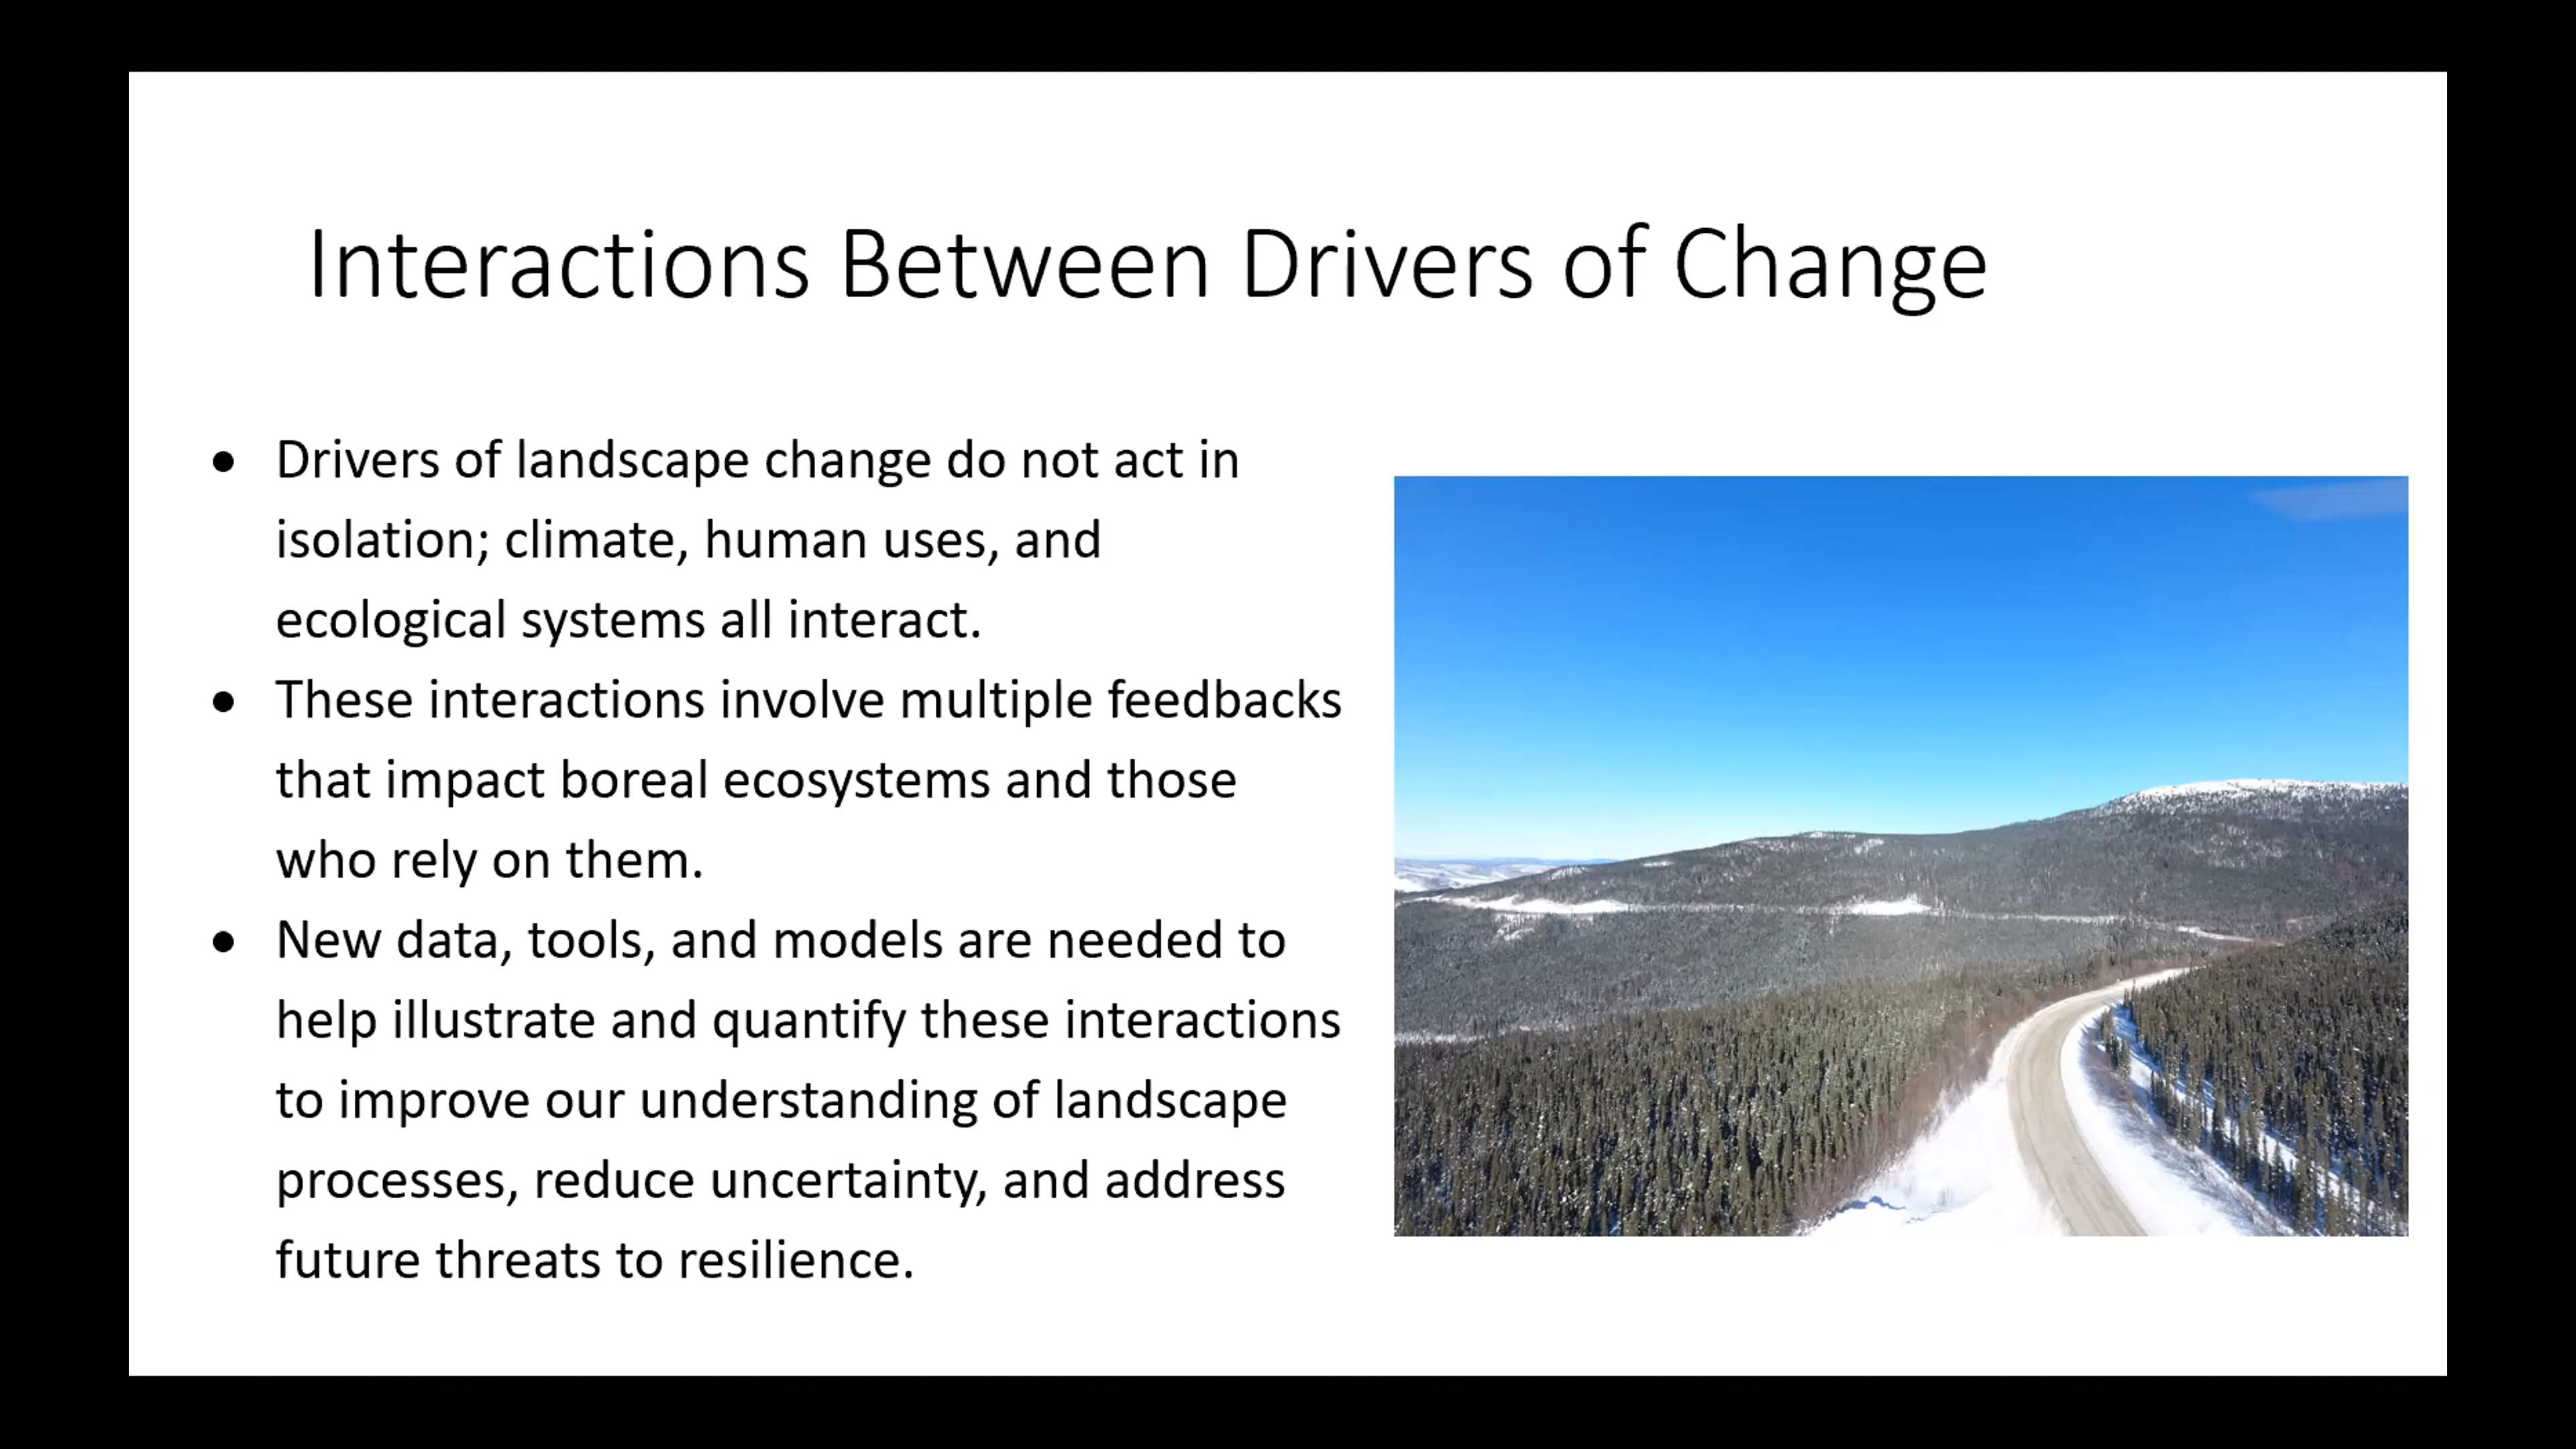 Interactions Between Drivers of Change
• Drivers of landscape change do not act in
isolation; climate, human uses, and
ecological systems all interact.
• These interactions involve multiple feedbacks
that impact boreal ecosystems and those
who rely on them.
• New data, tools, and models are needed to
help illustrate and quantify these interactions
to improve our understanding of landscape
processes, reduce uncertainty, and address
future threats to resilience.